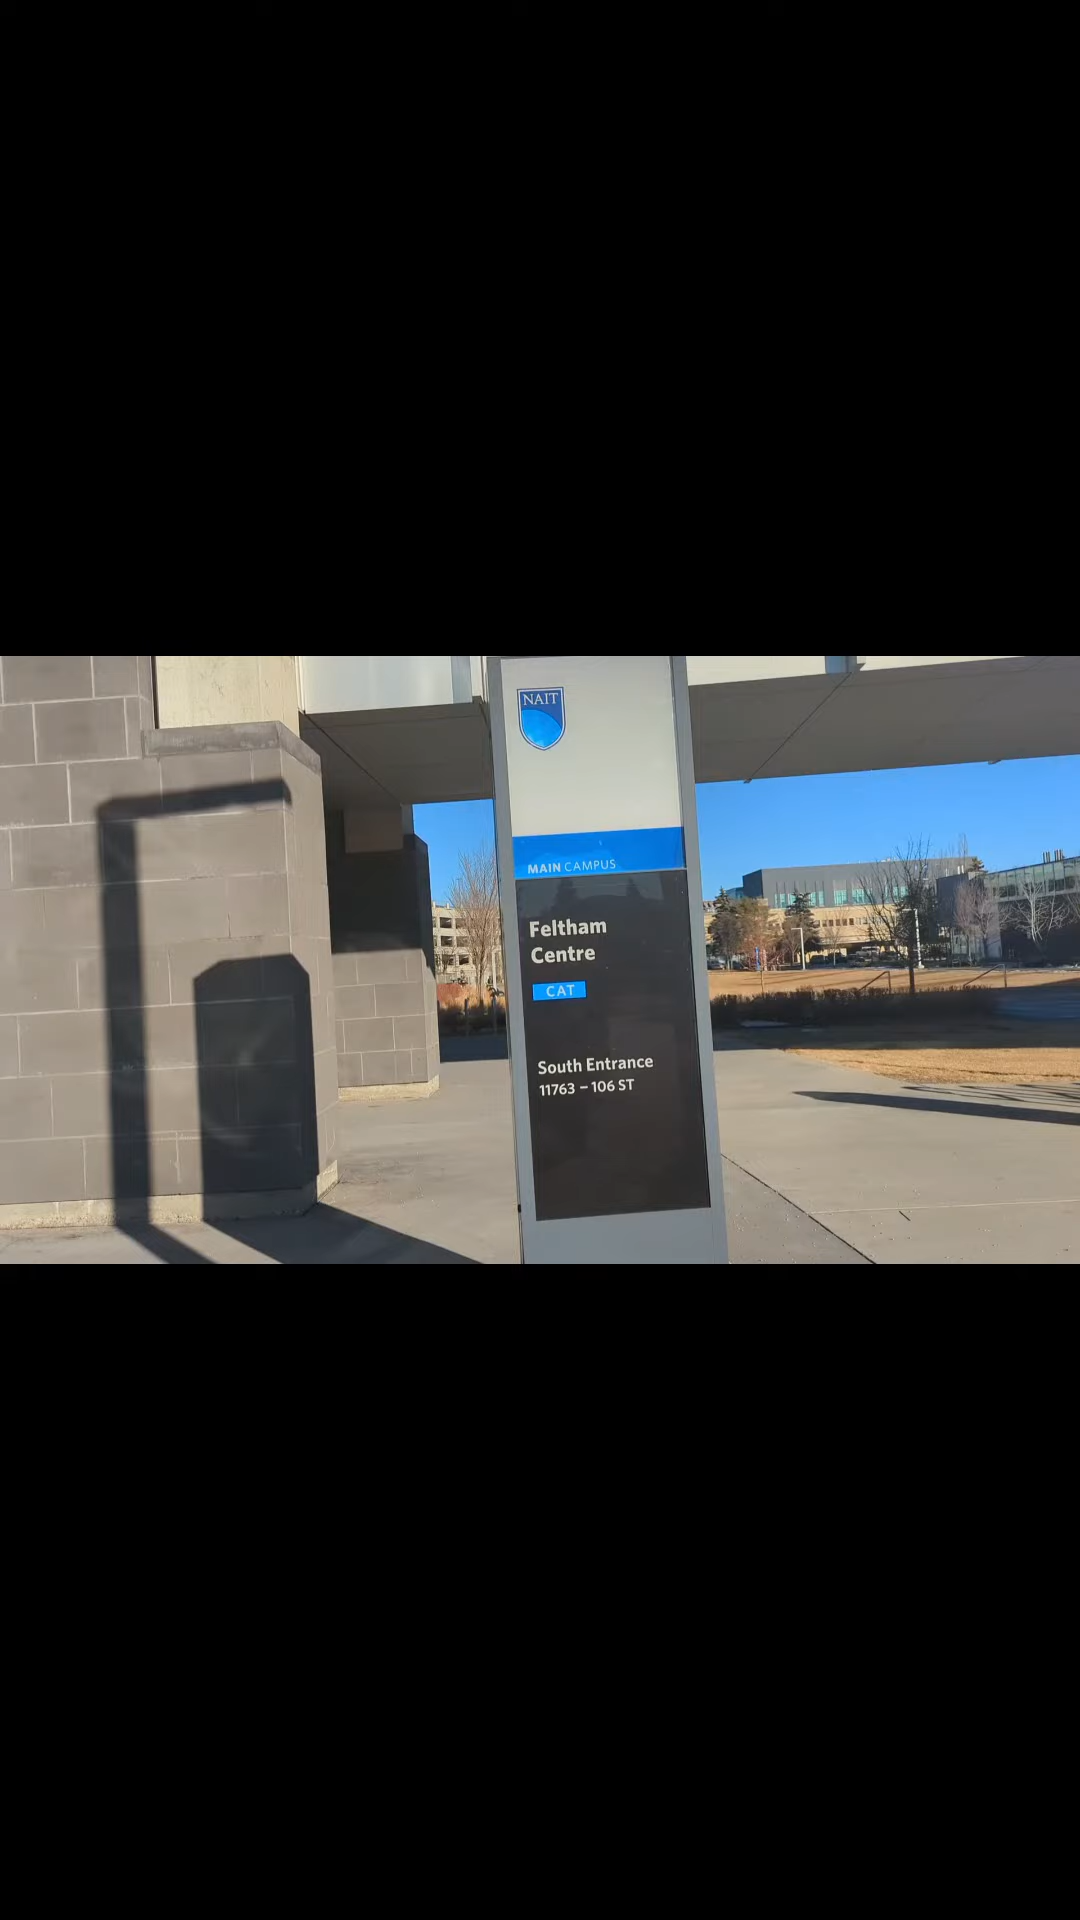 NAIT
MAIN CAMPUS
Feltham
Centre
CAT
South Entrance
11763 – 106 ST